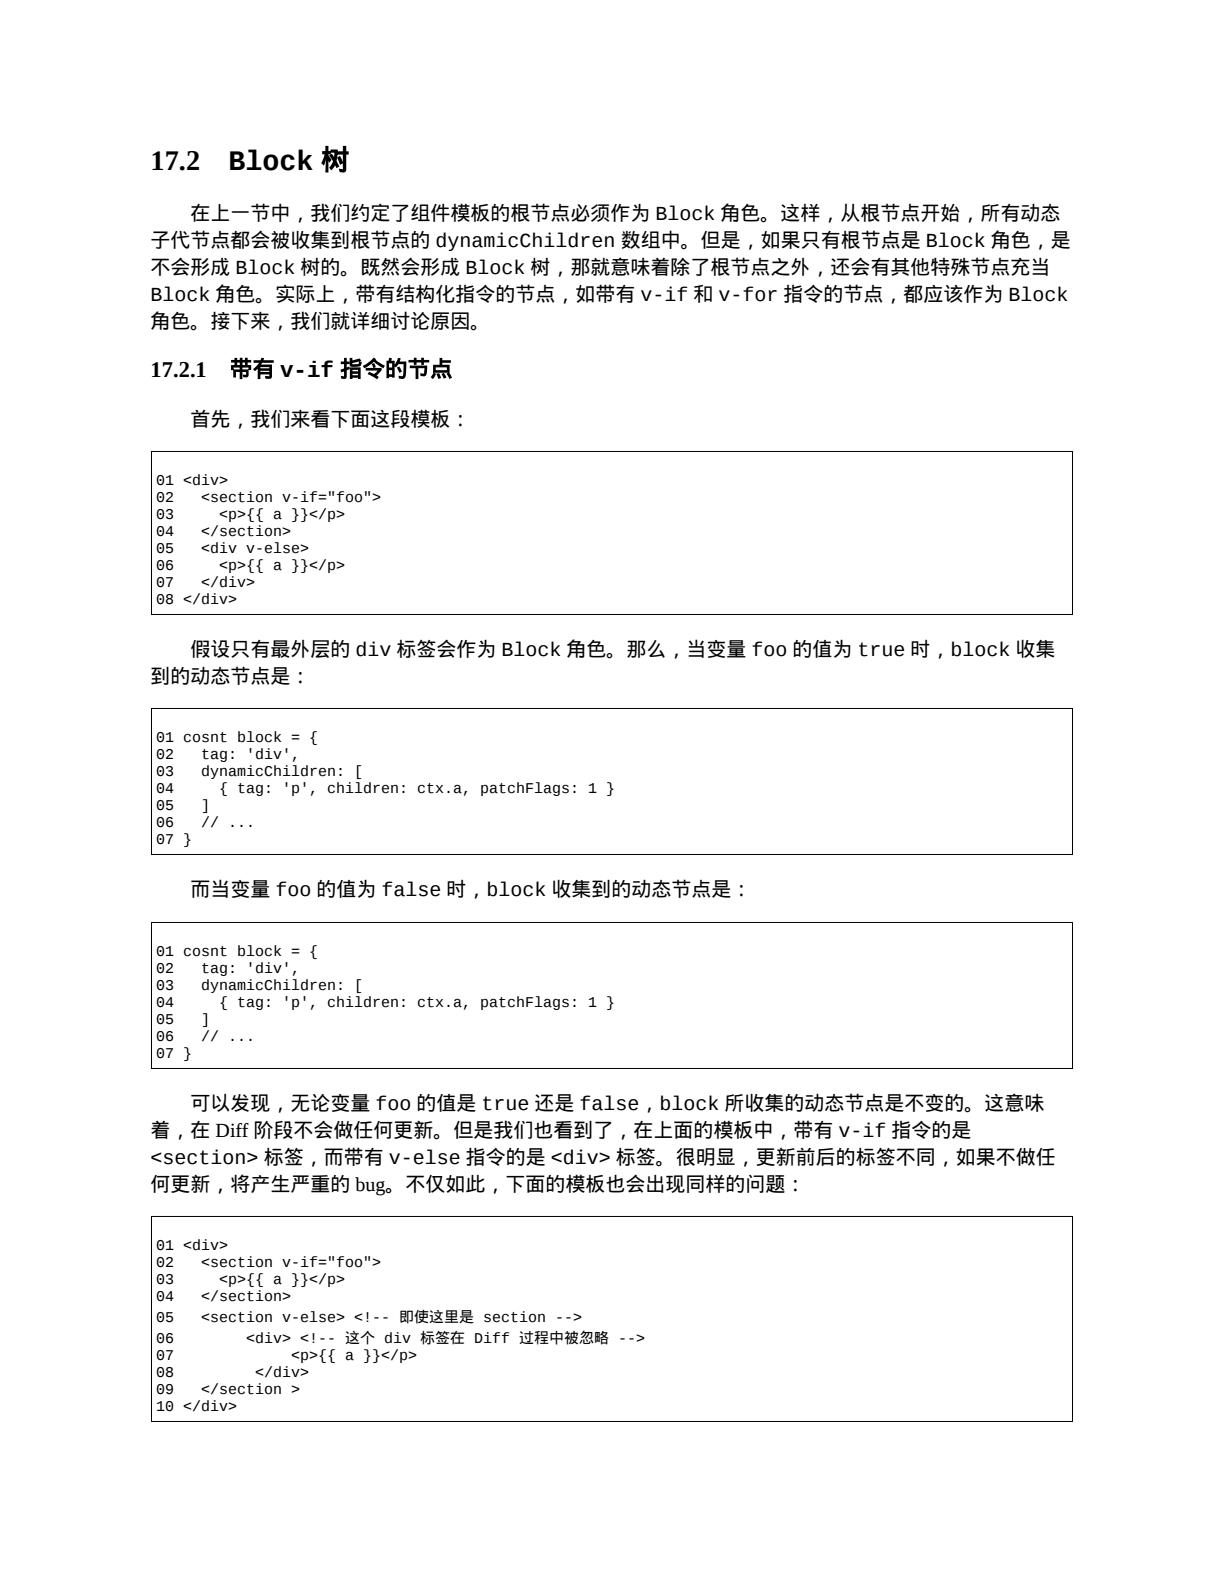 17.2 Block 树
在上一节中，我们约定了组件模板的根节点必须作为 Block 角色。这样，从根节点开始，所有动态
子代节点都会被收集到根节点的 dynamicChildren 数组中。但是，如果只有根节点是 Block 角色，是
不会形成 Block 树的。既然会形成 Block 树，那就意味着除了根节点之外，还会有其他特殊节点充当
Block 角色。实际上，带有结构化指令的节点，如带有 v-if 和 v-for 指令的节点，都应该作为 Block
角色。接下来，我们就详细讨论原因。
17.2.1 带有 v-if 指令的节点
首先，我们来看下面这段模板：
01 <div>
02   <section v-if="foo">
03     <p>{{ a }}</p>
04   </section>
05   <div v-else>
06     <p>{{ a }}</p>
07   </div>
08 </div>
假设只有最外层的 div 标签会作为 Block 角色。那么，当变量 foo 的值为 true 时，block 收集
到的动态节点是：
01 cosnt block = {
02   tag: 'div',
03   dynamicChildren: [
04     { tag: 'p', children: ctx.a, patchFlags: 1 }
05   ]
06   // ...
07 }
而当变量 foo 的值为 false 时，block 收集到的动态节点是：
01 cosnt block = {
02   tag: 'div',
03   dynamicChildren: [
04     { tag: 'p', children: ctx.a, patchFlags: 1 }
05   ]
06   // ...
07 }
可以发现，无论变量 foo 的值是 true 还是 false，block 所收集的动态节点是不变的。这意味
着，在 Diff 阶段不会做任何更新。但是我们也看到了，在上面的模板中，带有 v-if 指令的是
<section> 标签，而带有 v-else 指令的是 <div> 标签。很明显，更新前后的标签不同，如果不做任
何更新，将产生严重的 bug。不仅如此，下面的模板也会出现同样的问题：
01 <div>
02   <section v-if="foo">
03     <p>{{ a }}</p>
04   </section>
05   <section v-else> <!-- 即使这里是 section -->
06        <div> <!-- 这个 div 标签在 Diff 过程中被忽略 -->
07             <p>{{ a }}</p>
08         </div>
09   </section >
10 </div>